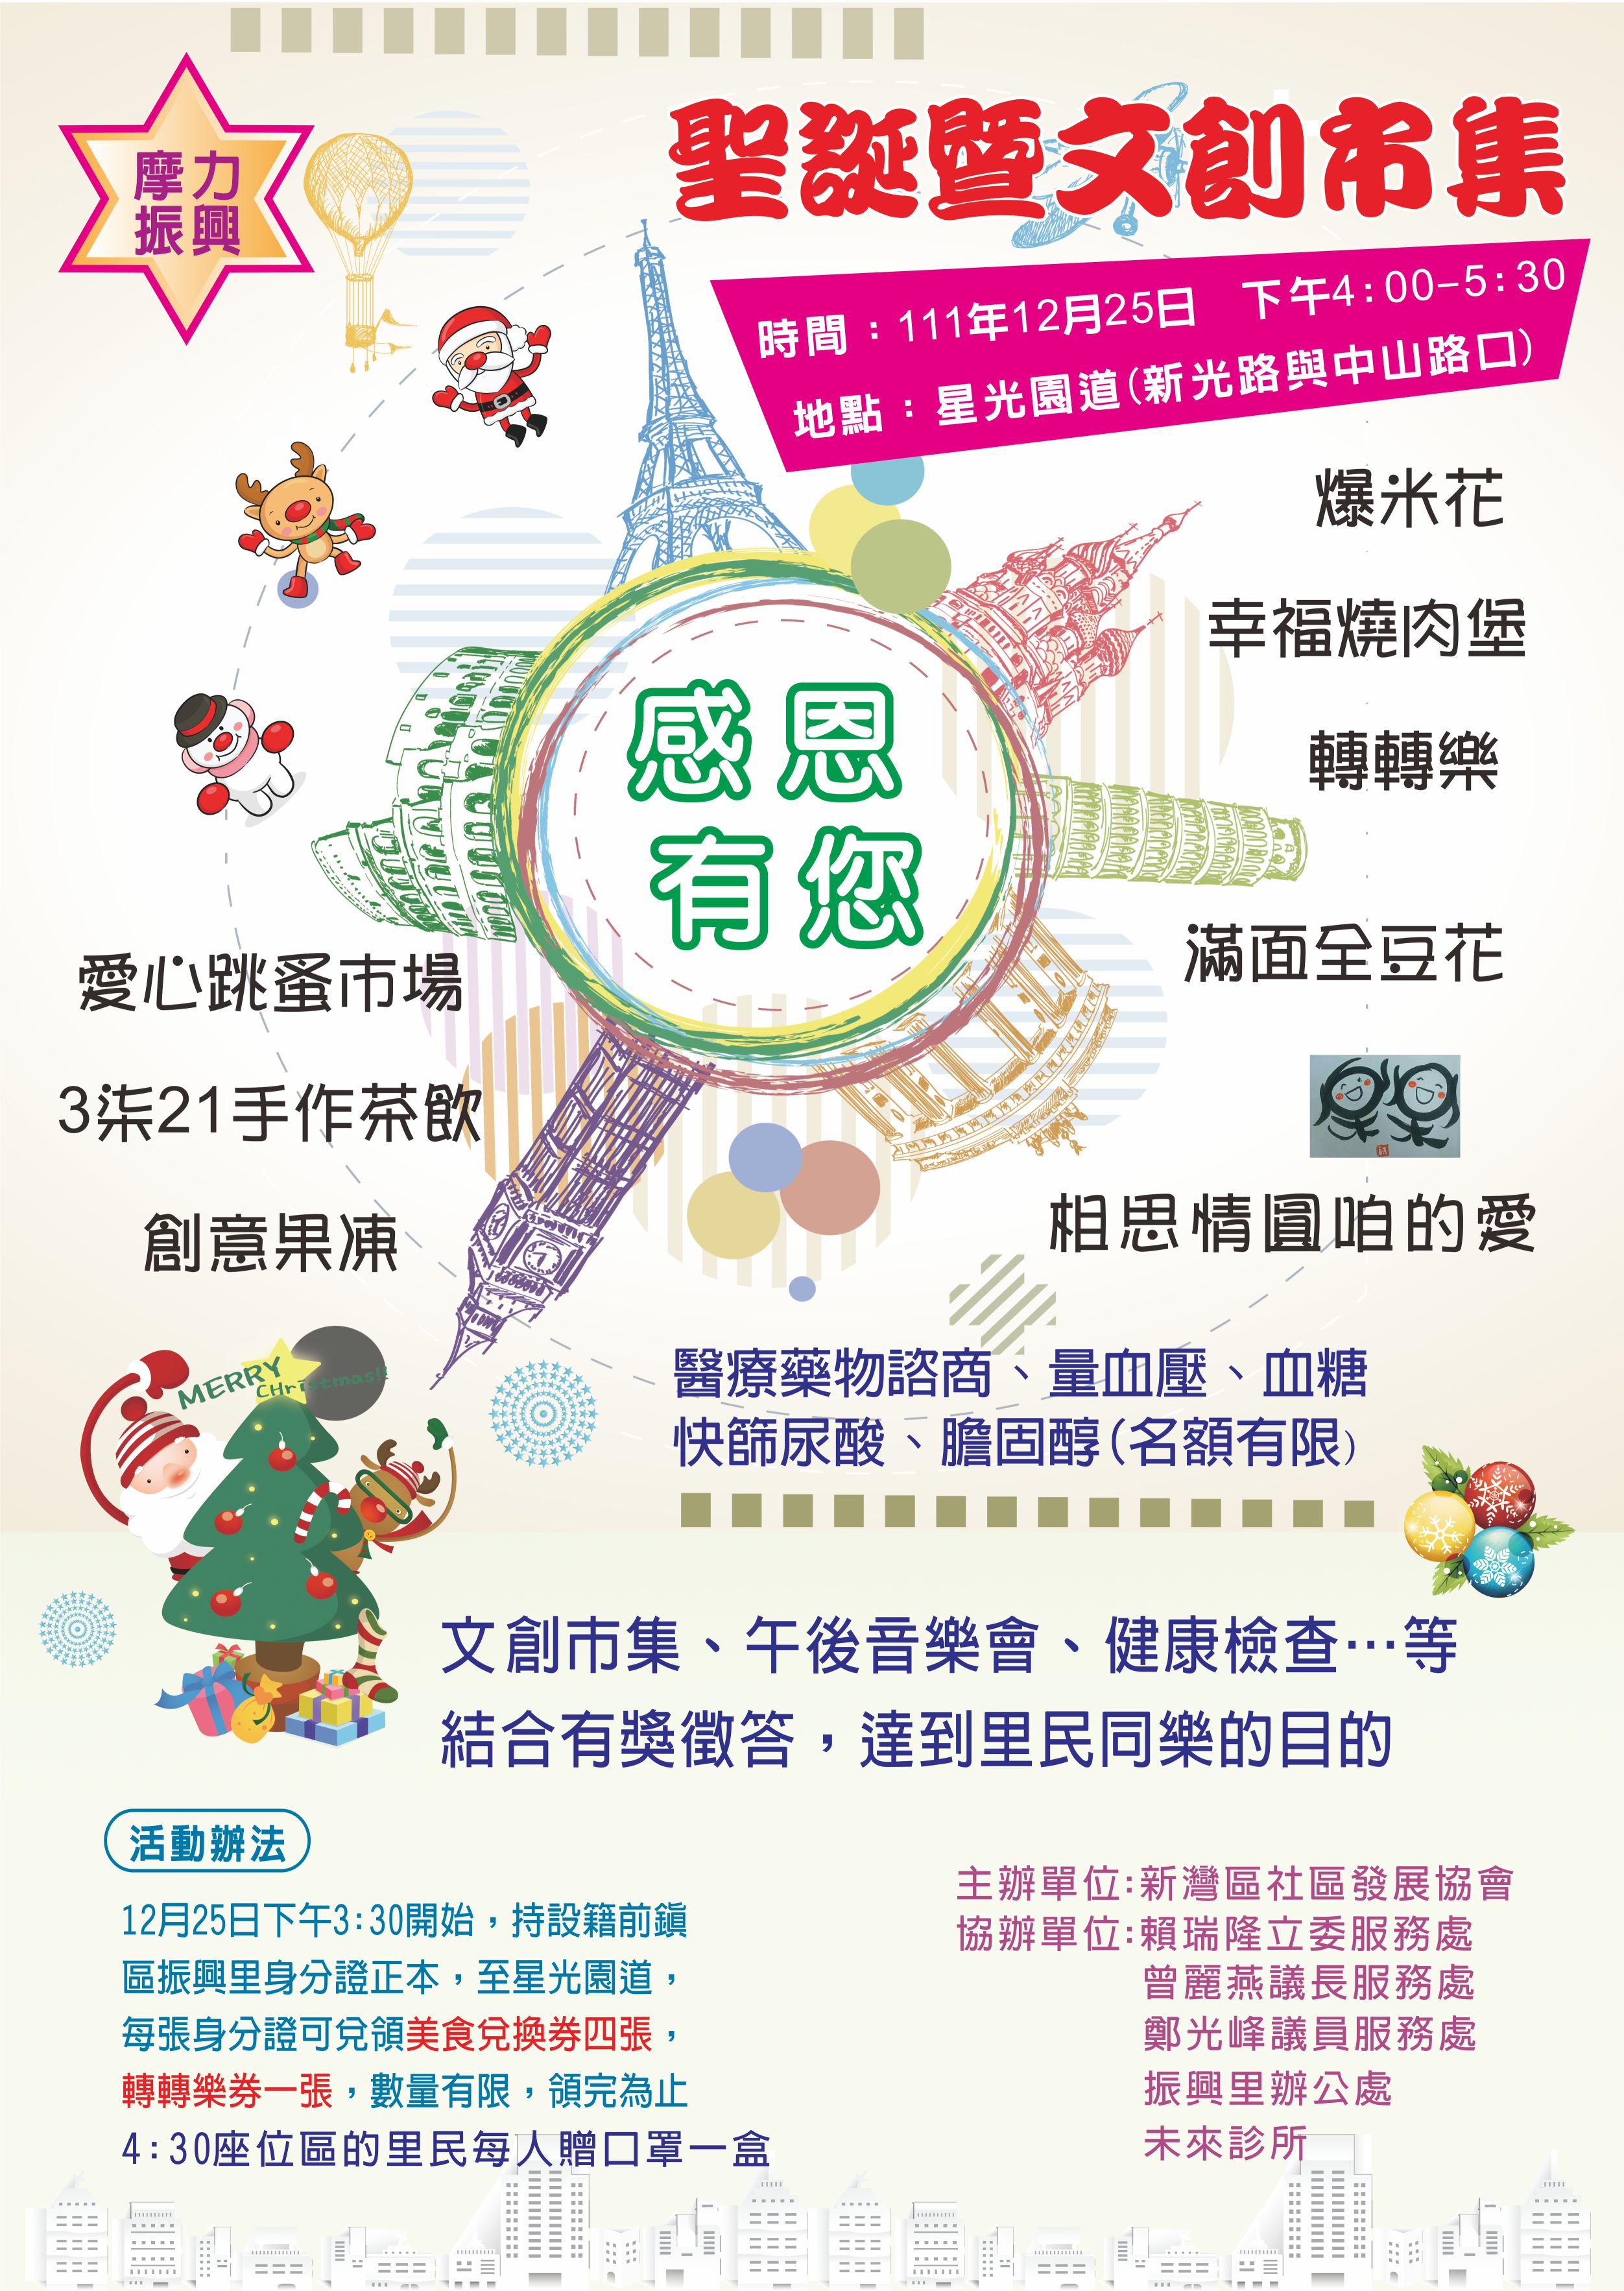 摩力
振興
聖誕暨文創市集
時間：111年12月25日 下午4:00-5:30
地點：星光園道(新光路與中山路口)
爆米花
幸福燒肉堡
轉轉樂
感恩
有您
滿面全豆花
愛心跳蚤市場
3柒21手作茶飲
創意果凍
相思情圓咱的愛
MERRY
CHristmas!!
醫療藥物諮商、量血壓、血糖
快篩尿酸、膽固醇(名額有限)
文創市集、午後音樂會、健康檢查…等
結合有獎徵答，達到里民同樂的目的
活動辦法
12月25日下午3:30開始，持設籍前鎮
區振興里身分證正本，至星光園道，
每張身分證可兌領美食兌換券四張，
轉轉樂券一張，數量有限，領完為止
4:30座位區的里民每人贈口罩一盒
主辦單位:新灣區社區發展協會
協辦單位:賴瑞隆立委服務處
曾麗燕議長服務處
鄭光峰議員服務處
振興里辦公處
未來診所